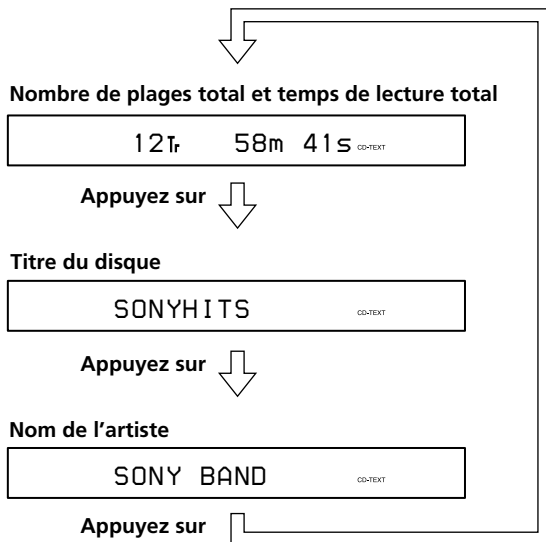 Nombre de plages total et temps de lecture total
12Tr 58m 41s CD-TEXT
Appuyez sur
Titre du disque
SONYHITS CD-TEXT
Appuyez sur
Nom de l’artiste
SONY BAND CD-TEXT
Appuyez sur